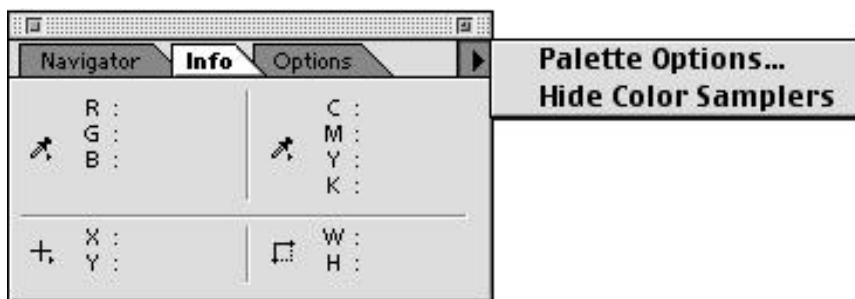 Navigator Info Options
Palette Options...
Hide Color Samplers
R :
G :
B :
C :
M :
Y :
K :
X :
Y :
W :
H :